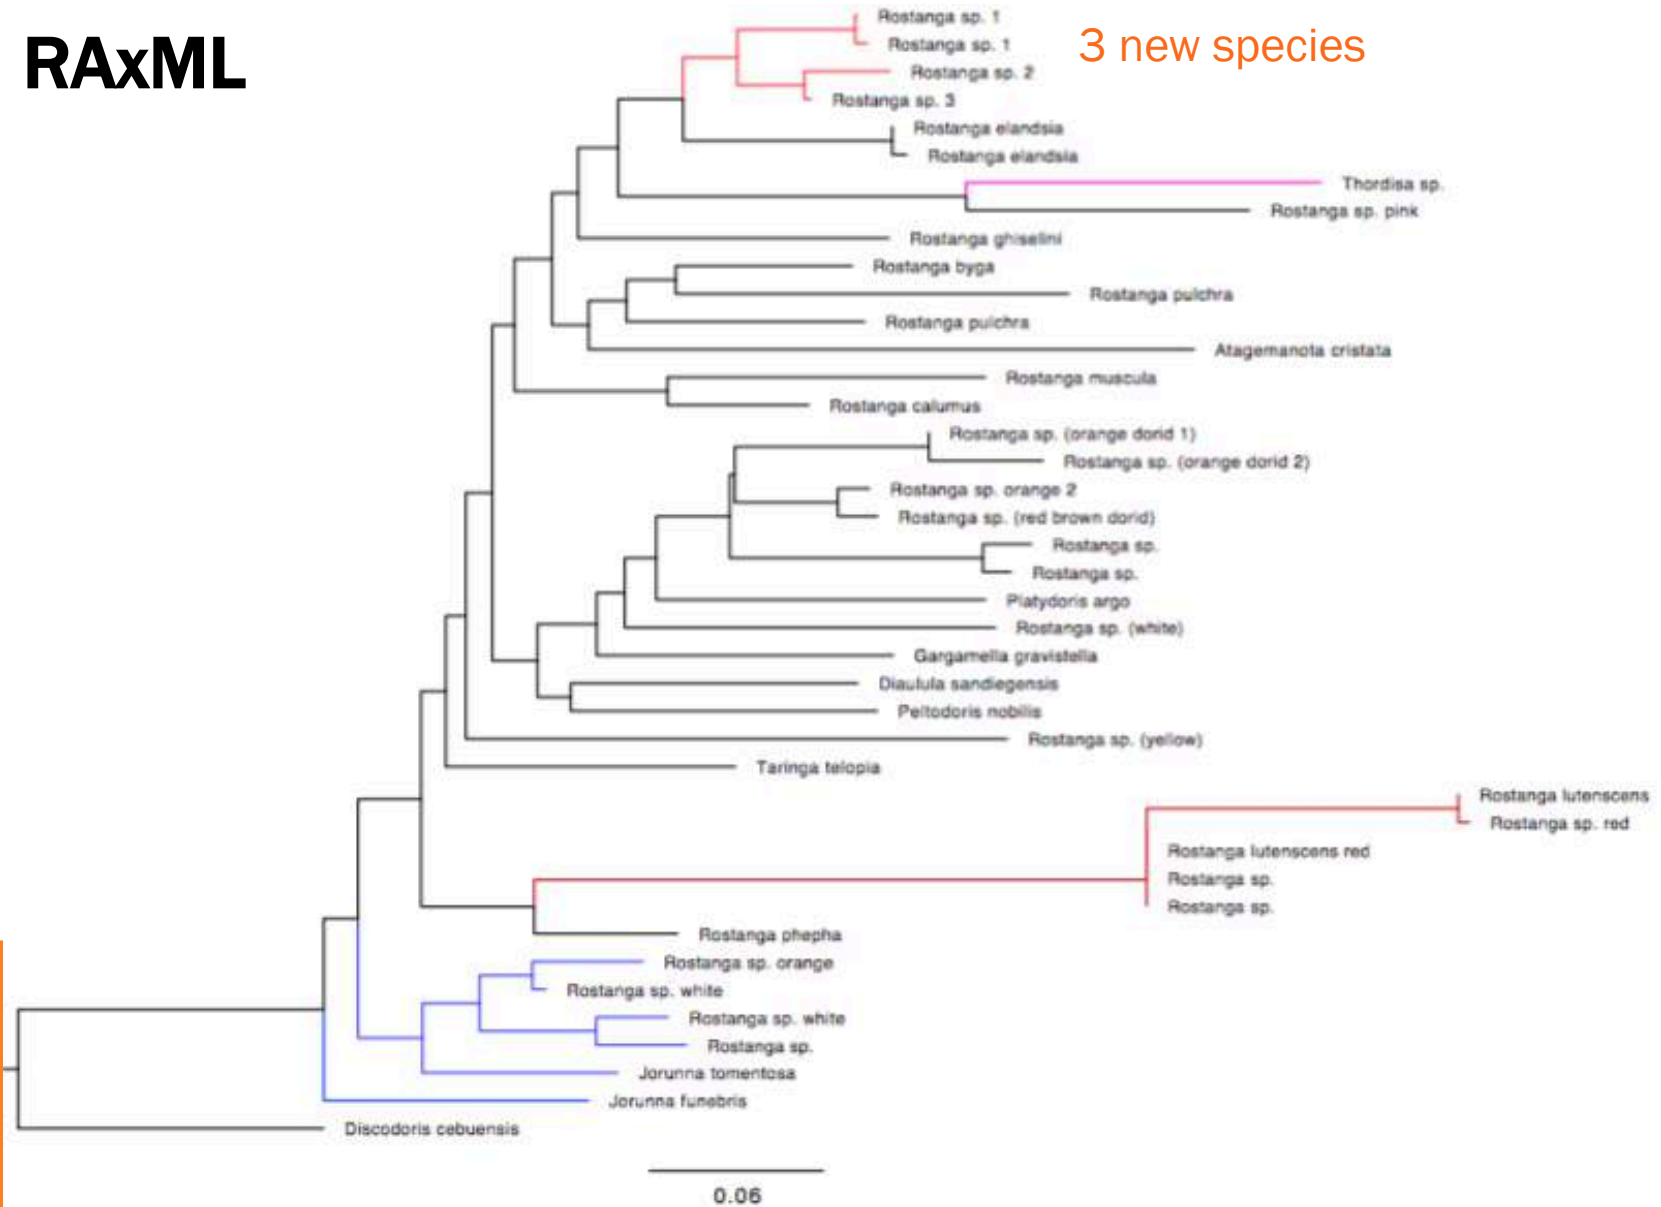 RAxML
3 new species
Rostanga sp. 1
Rostanga sp. 1
Rostanga sp. 2
Rostanga sp. 3
Rostanga elandsia
Rostanga elandsia
Thordisa sp.
Rostanga sp. pink
Rostanga ghiselini
Rostanga byga
Rostanga pulchra
Rostanga pulchra
Atagemanota cristata
Rostanga muscula
Rostanga calumus
Rostanga sp. (orange dorid 1)
Rostanga sp. (orange dorid 2)
Rostanga sp. orange 2
Rostanga sp. (red brown dorid)
Rostanga sp.
Rostanga sp.
Platydoris argo
Rostanga sp. (white)
Gargamella gravistella
Diaulula sandiegensis
Peltodoris nobilis
Rostanga sp. (yellow)
Taringa telopia
Rostanga lutenscens
Rostanga sp. red
Rostanga lutenscens red
Rostanga sp.
Rostanga sp.
Rostanga phepha
Rostanga sp. orange
Rostanga sp. white
Rostanga sp. white
Rostanga sp.
Jorunna tomentosa
Jorunna funebris
Discodoris cebuensis
0.06